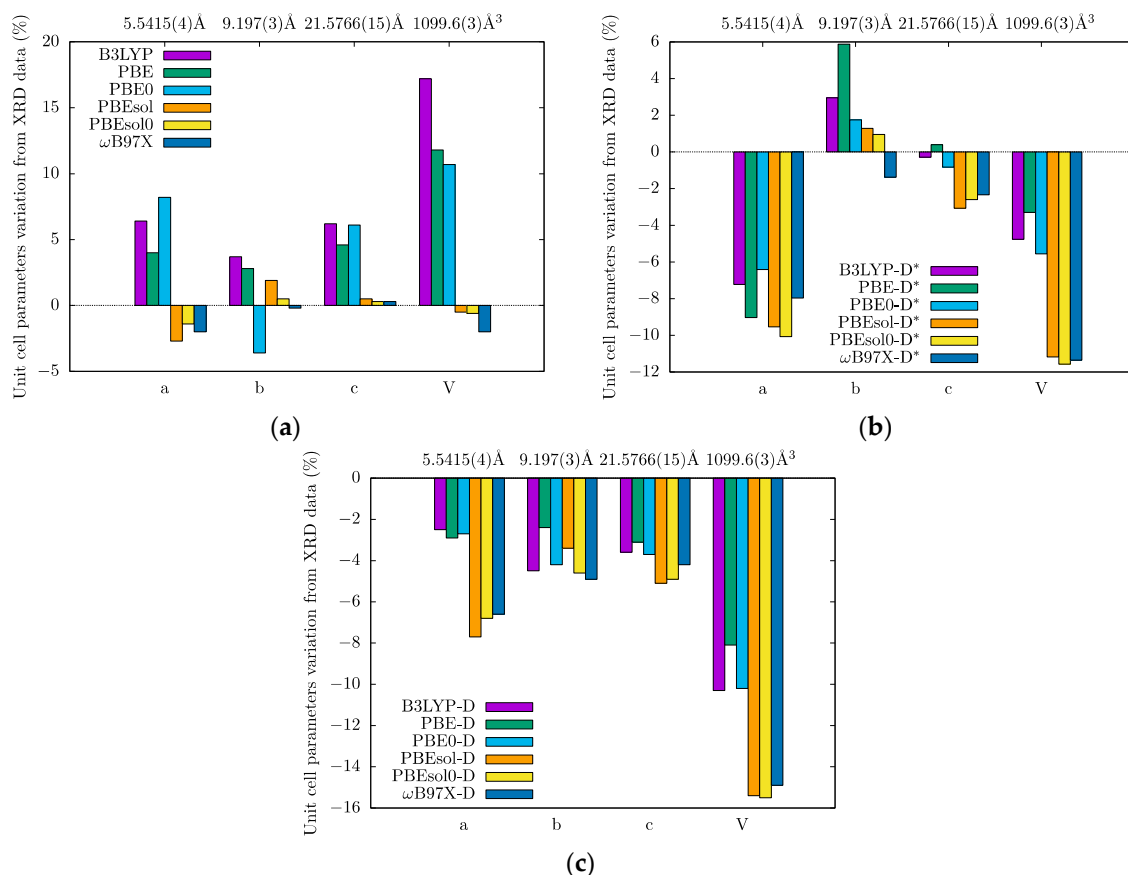 5.5415(4)Å 9.197(3)Å 21.5766(15)Å 1099.6(3)Å³
Unit cell parameters variation from XRD data (%)
20
15
10
5
0
−5
B3LYP
PBE
PBE0
PBEsol
PBEsol0
ωB97X
a b c V
(a)
5.5415(4)Å 9.197(3)Å 21.5766(15)Å 1099.6(3)Å³
Unit cell parameters variation from XRD data (%)
6
4
2
0
−2
−4
−6
−8
−10
−12
B3LYP-D*
PBE-D*
PBE0-D*
PBEsol-D*
PBEsol0-D*
ωB97X-D*
a b c V
(b)
5.5415(4)Å 9.197(3)Å 21.5766(15)Å 1099.6(3)Å³
Unit cell parameters variation from XRD data (%)
0
−2
−4
−6
−8
−10
−12
−14
−16
B3LYP-D
PBE-D
PBE0-D
PBEsol-D
PBEsol0-D
ωB97X-D
a b c V
(c)